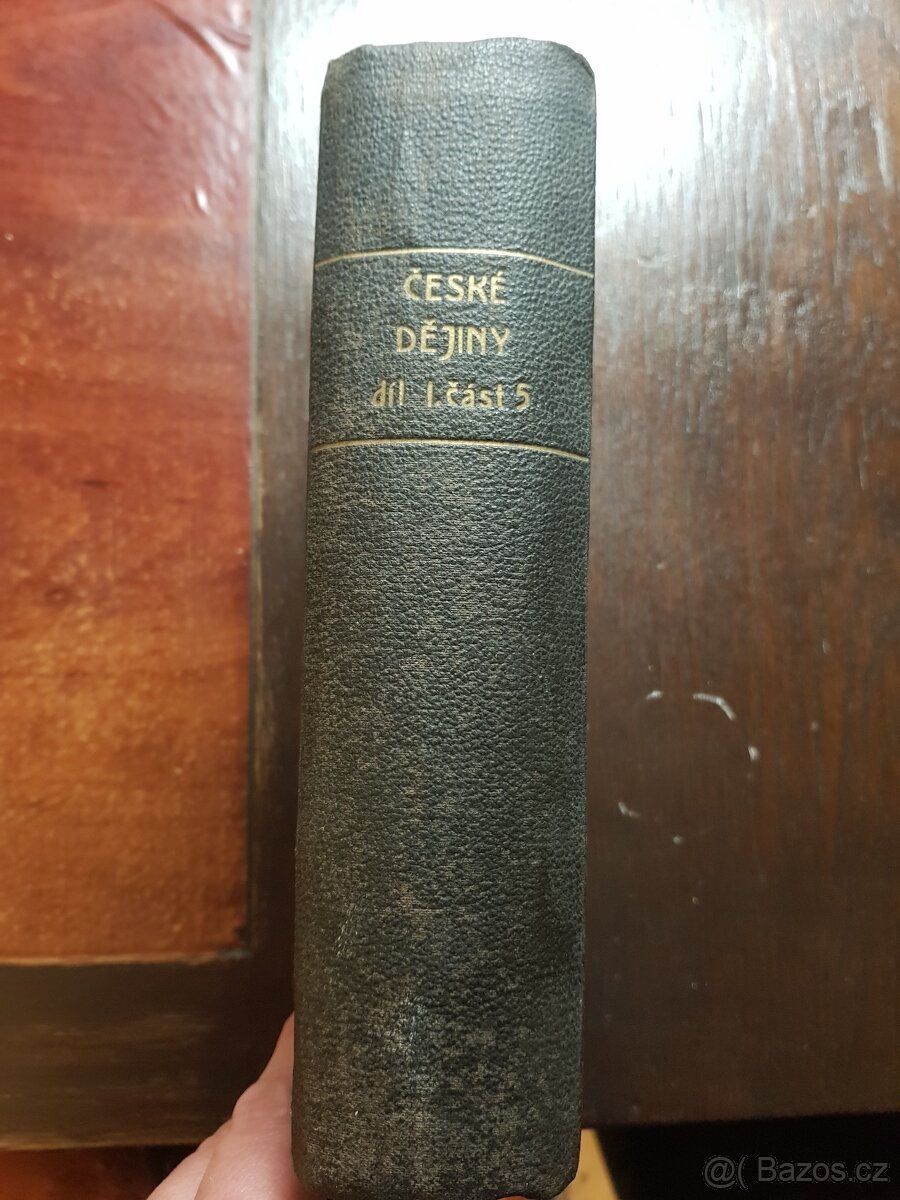 ČESKÉ
DĚJINY
díl I.část 5
@( Bazos.cz